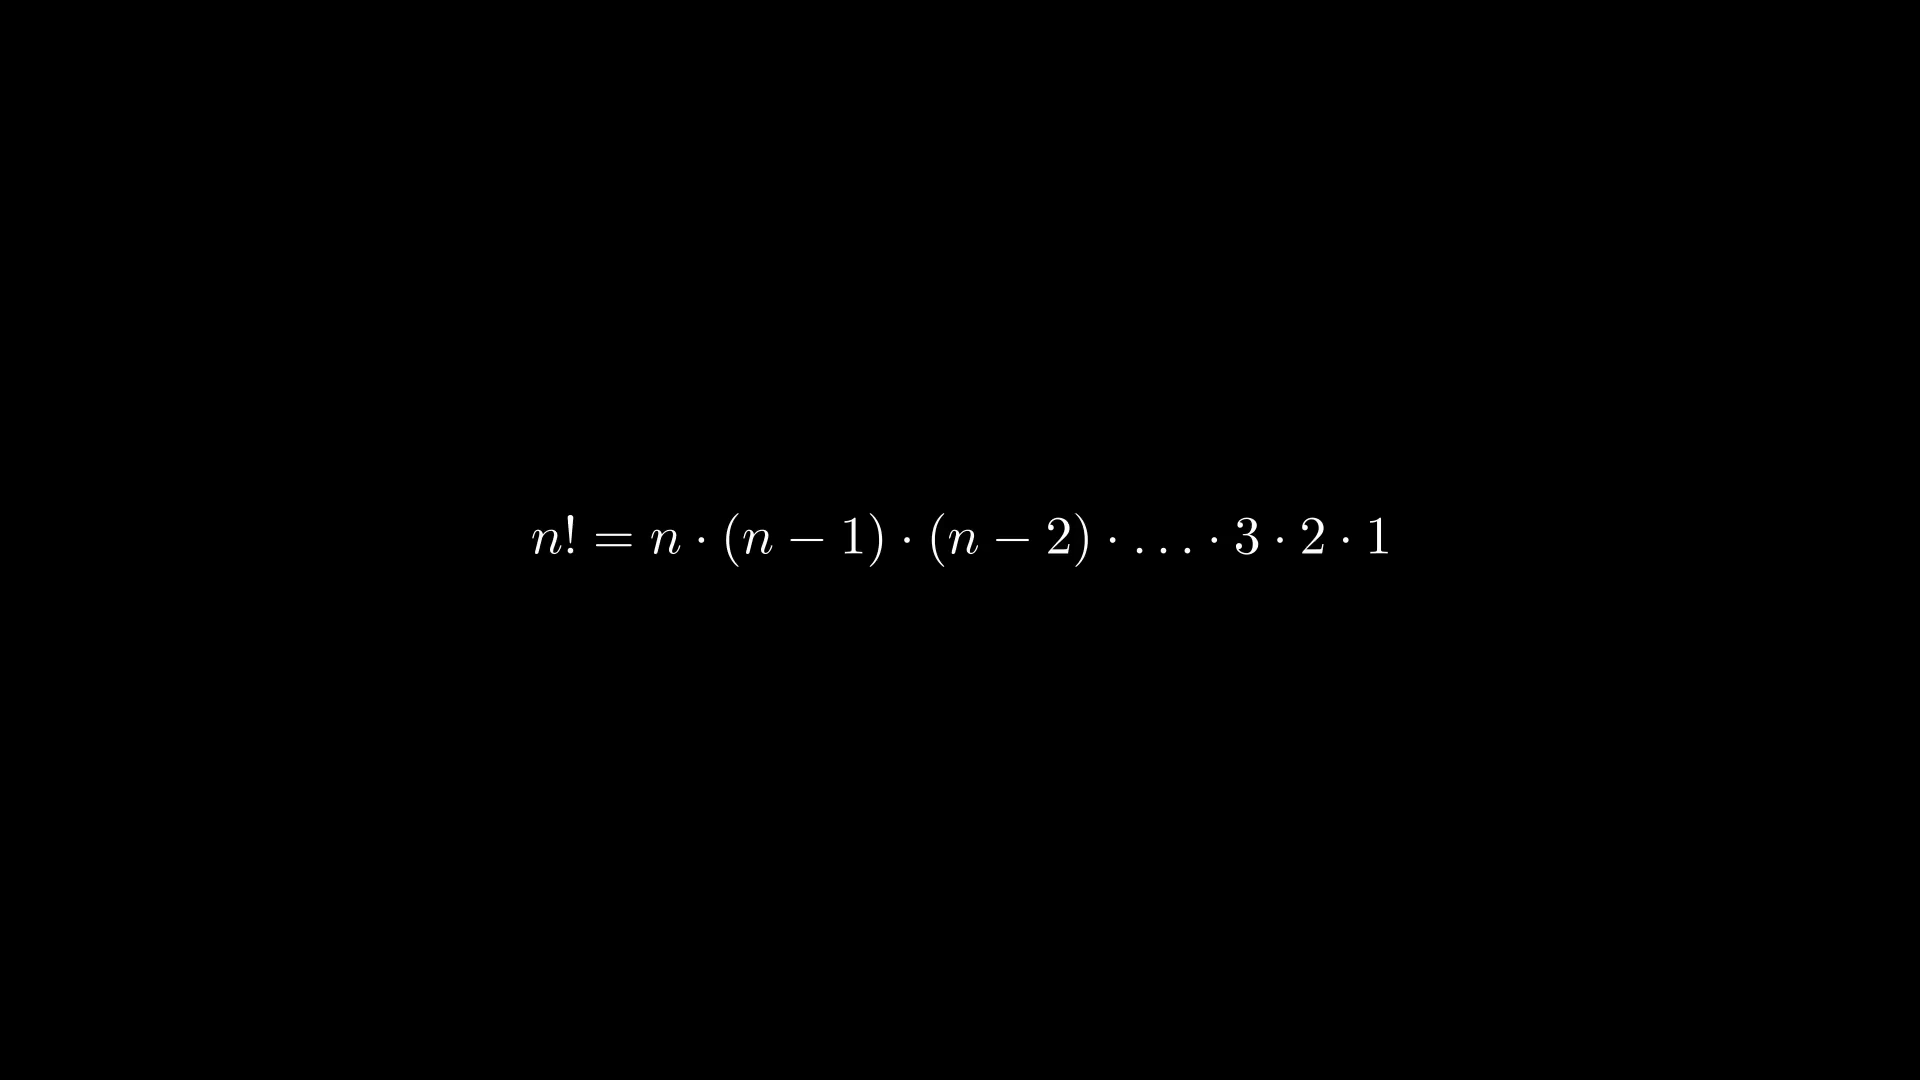 n! = n · (n − 1) · (n − 2) · . . . · 3 · 2 · 1